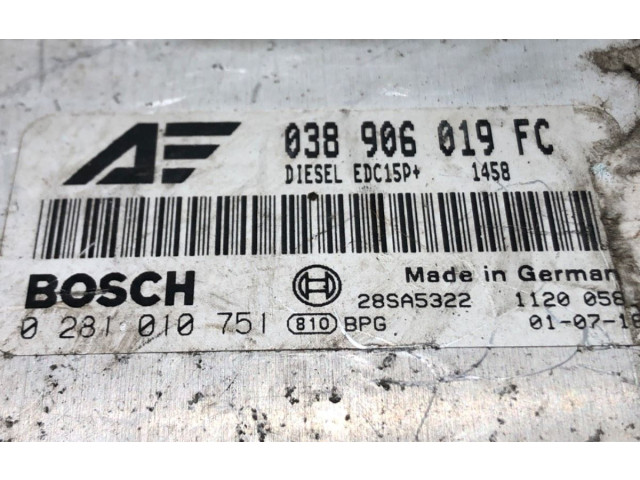 AE 038 906 019 FC
DIESEL EDC15P+ 1458
Made in German
BOSCH 28SA5322 1120 058
0 281 010 751 810 BPG 01-07-18